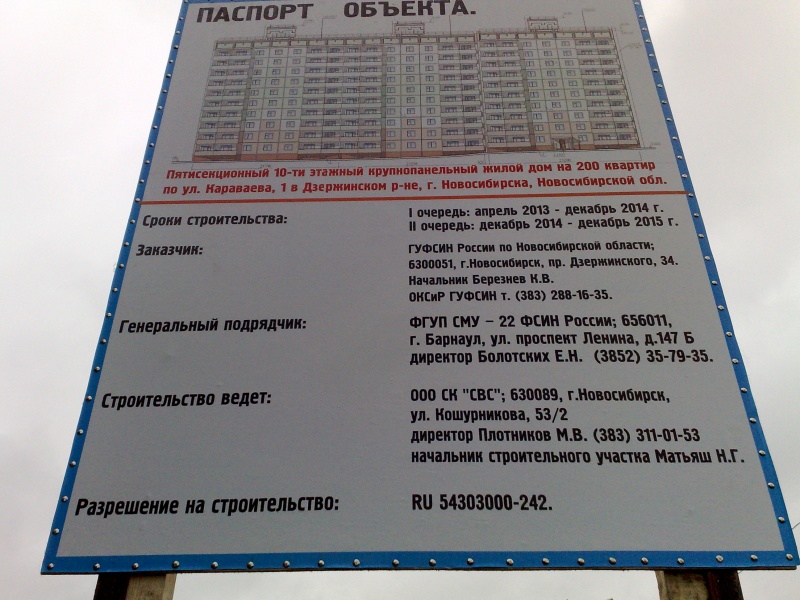 ПАСПОРТ ОБЪЕКТА.
Пятисекционный 10-ти этажный крупнопанельный жилой дом на 200 квартир
по ул. Караваева, 1 в Дзержинском р-не, г. Новосибирска, Новосибирской обл.
Сроки строительства:
I очередь: апрель 2013 - декабрь 2014 г.
II очередь: декабрь 2014 - декабрь 2015 г.
Заказчик:
ГУФСИН России по Новосибирской области;
6300051, г.Новосибирск, пр. Дзержинского, 34.
Начальник Березнев К.В.
ОКСиР ГУФСИН т. (383) 288-16-35.
Генеральный подрядчик:
ФГУП СМУ – 22 ФСИН России; 656011,
г. Барнаул, ул. проспект Ленина, д.147 Б
директор Болотских Е.Н. (3852) 35-79-35.
Строительство ведет:
ООО СК "СВС"; 630089, г.Новосибирск,
ул. Кошурникова, 53/2
директор Плотников М.В. (383) 311-01-53
начальник строительного участка Матьяш Н.Г.
Разрешение на строительство:
RU 54303000-242.